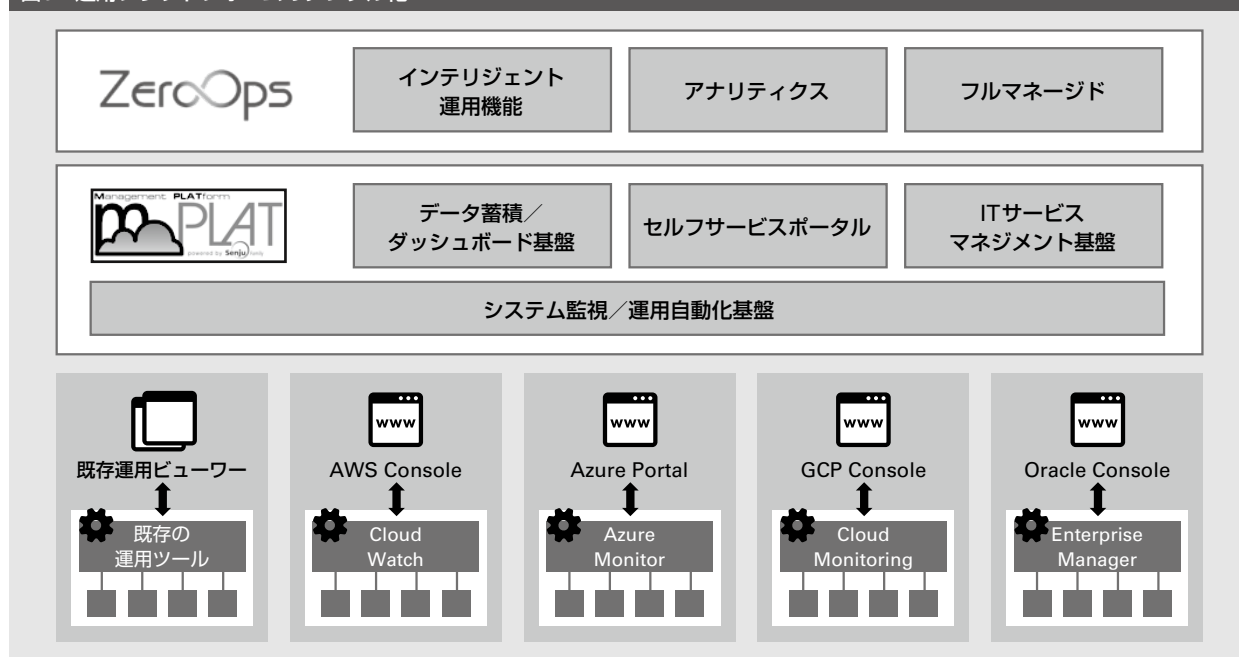 ZeroOps
インテリジェント
運用機能
アナリティクス
フルマネージド
Management PLATform
mPLAT
powered by Senju Family
データ蓄積／
ダッシュボード基盤
セルフサービスポータル
ITサービス
マネジメント基盤
システム監視／運用自動化基盤
既存運用ビューワー
www
AWS Console
www
Azure Portal
www
GCP Console
www
Oracle Console
既存の
運用ツール
Cloud
Watch
Azure
Monitor
Cloud
Monitoring
Enterprise
Manager